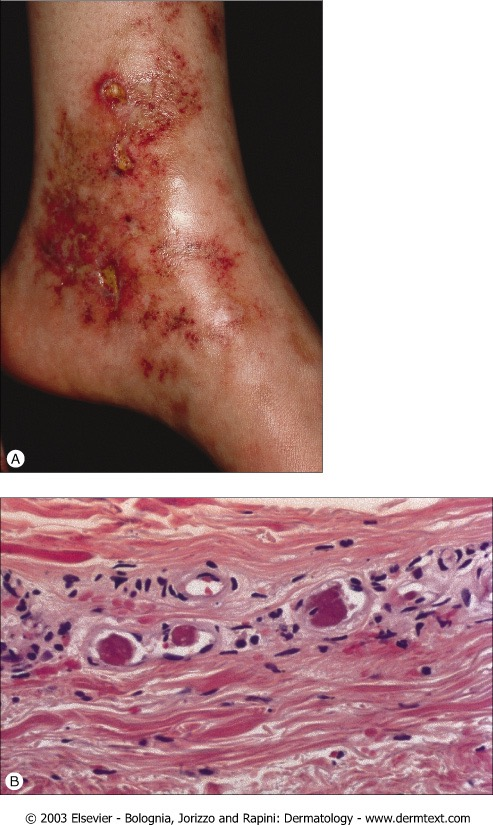 A
B
© 2003 Elsevier - Bolognia, Jorizzo and Rapini: Dermatology - www.dermtext.com